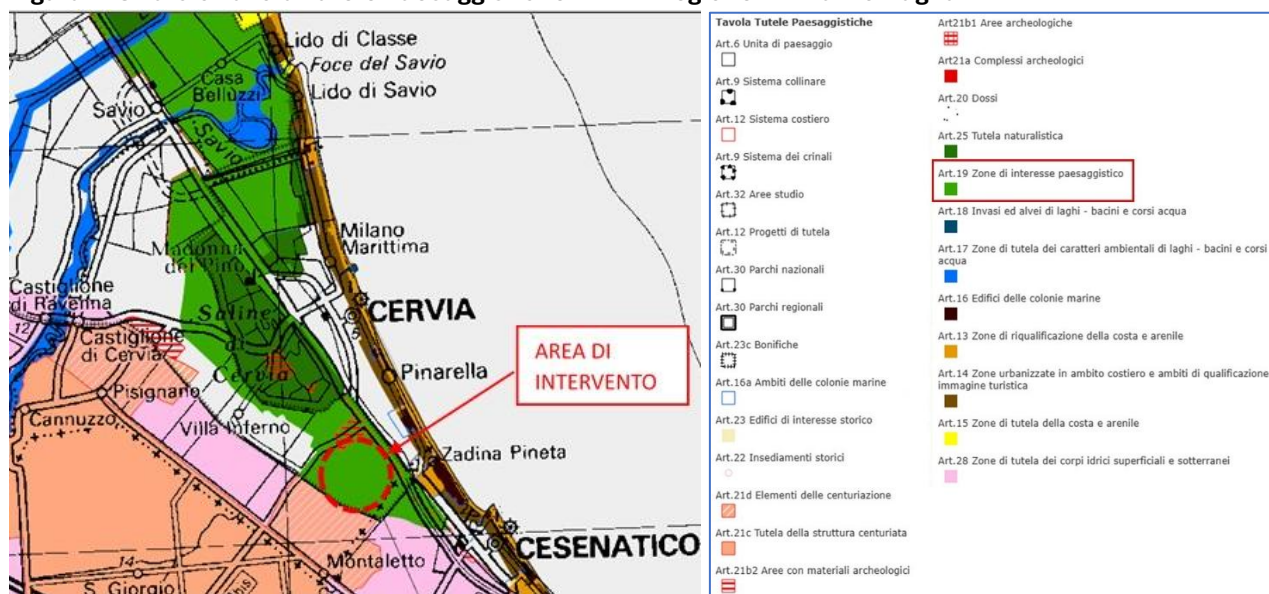 Lido di Classe
Foce del Savio
Casa
Belluzzi
Lido di Savio
Savio
Savio
Milano
Marittima
Madonna
del Pino
Castiglione
di Ravenna
Saline
CERVIA
12
5
Castiglione
di Cervia
di
Cervia
AREA DI
INTERVENTO
Pinarella
Pisignano
Cannuzzo
Villa Inferno
Zadina Pineta
CESENATICO
14
Montaletto
S. Giorgio
bis
Tavola Tutele Paesaggistiche
Art.6 Unita di paesaggio
Art.9 Sistema collinare
Art.12 Sistema costiero
Art.9 Sistema dei crinali
Art.32 Aree studio
Art.12 Progetti di tutela
Art.30 Parchi nazionali
Art.30 Parchi regionali
Art.23c Bonifiche
Art.16a Ambiti delle colonie marine
Art.23 Edifici di interesse storico
Art.22 Insediamenti storici
Art.21d Elementi delle centuriazione
Art.21c Tutela della struttura centuriata
Art.21b2 Aree con materiali archeologici
Art21b1 Aree archeologiche
Art21a Complessi archeologici
Art.20 Dossi
Art.25 Tutela naturalistica
Art.19 Zone di interesse paesaggistico
Art.18 Invasi ed alvei di laghi - bacini e corsi acqua
Art.17 Zone di tutela dei caratteri ambientali di laghi - bacini e corsi
acqua
Art.16 Edifici delle colonie marine
Art.13 Zone di riqualificazione della costa e arenile
Art.14 Zone urbanizzate in ambito costiero e ambiti di qualificazione
immagine turistica
Art.15 Zone di tutela della costa e arenile
Art.28 Zone di tutela dei corpi idrici superficiali e sotterranei